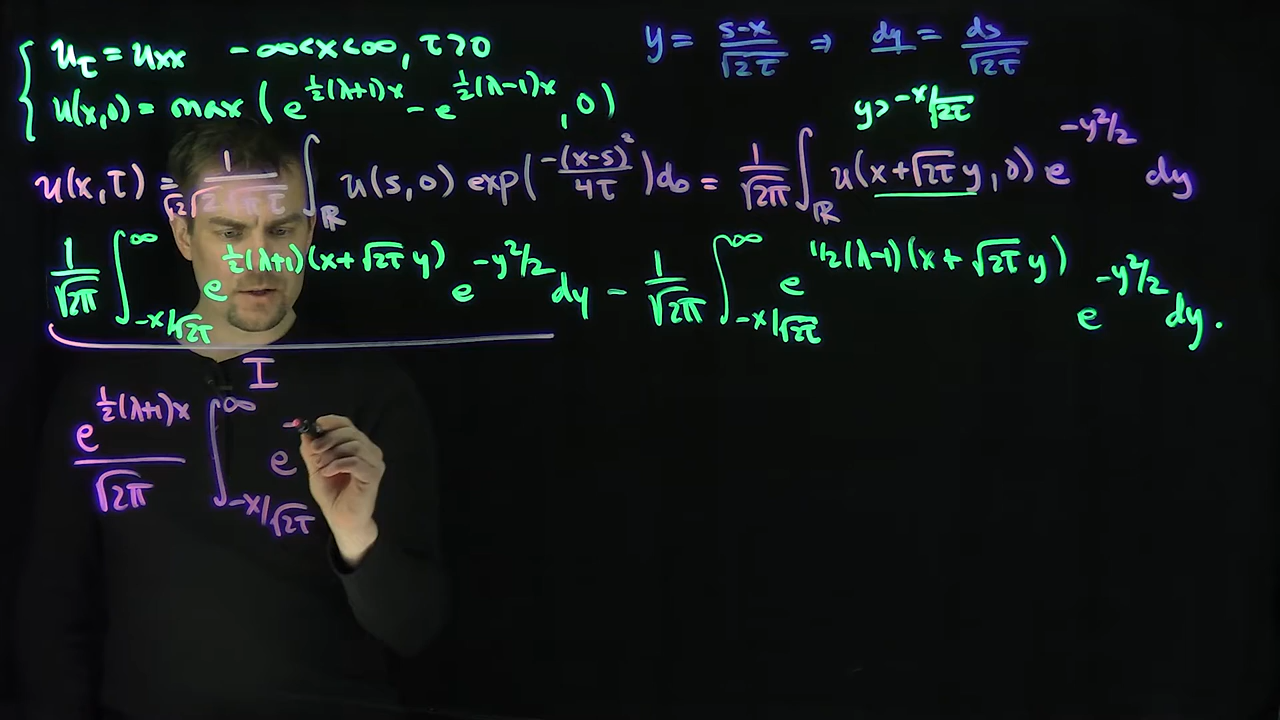 u_τ = u_xx -∞<x<∞, τ>0
u(x,0) = max ( e^{½(λ+1)x} - e^{½(λ-1)x}, 0 )
y = (s-x)/√2τ ⇒ dy = ds/√2τ
y > -x/√2τ
u(x,τ) = 1/(√2√2√π√τ) ∫_ℝ u(s,0) exp( -(x-s)²/4τ ) ds = 1/√2π ∫_ℝ u(x+√2τ y, 0) e^{-y²/2} dy
1/√2π ∫_{-x/√2τ}^∞ e^{½(λ+1)(x+√2τ y)} e^{-y²/2} dy - 1/√2π ∫_{-x/√2τ}^∞ e^{1/2(λ-1)(x+√2τ y)} e^{-y²/2} dy.
I
e^{½(λ+1)x}/√2π ∫_{-x/√2τ}^∞ e^-